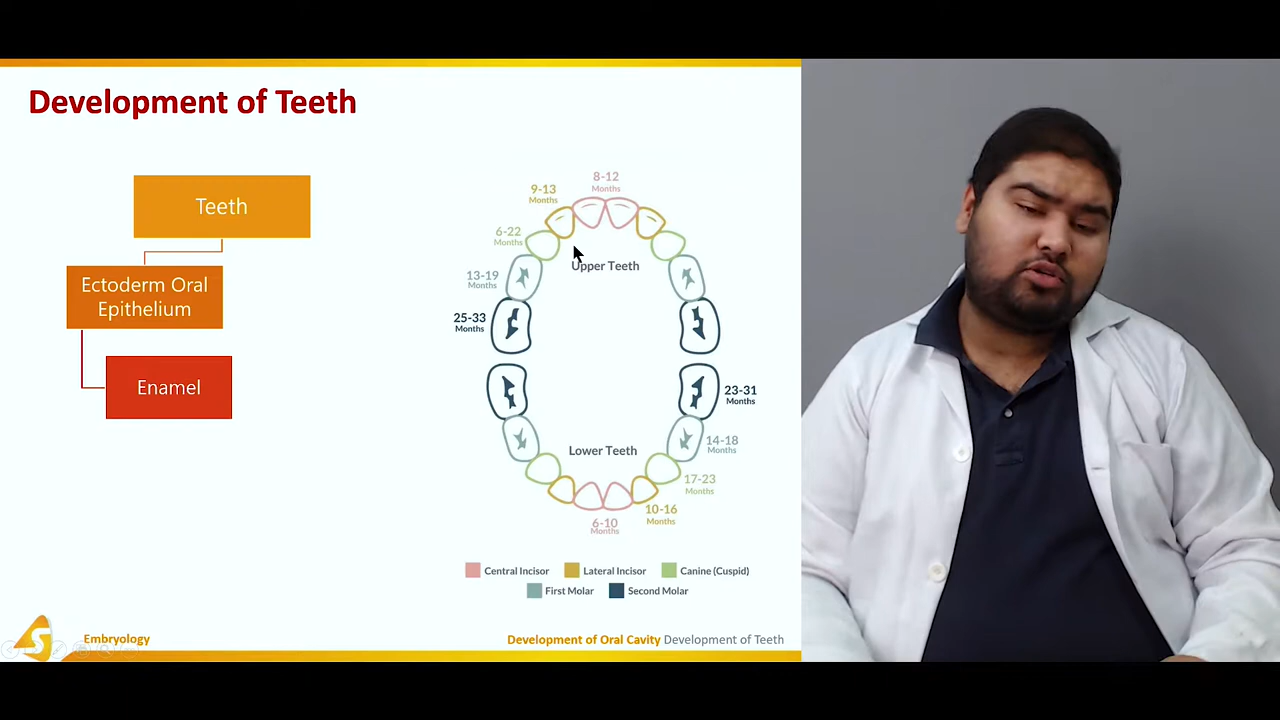 Development of Teeth
Teeth
Ectoderm Oral
Epithelium
Enamel
8-12
Months
9-13
Months
6-22
Months
13-19
Months
25-33
Months
Upper Teeth
23-31
Months
14-18
Months
Lower Teeth
17-23
Months
10-16
Months
6-10
Months
Central Incisor
Lateral Incisor
Canine (Cuspid)
First Molar
Second Molar
S
Embryology
Development of Oral Cavity Development of Teeth